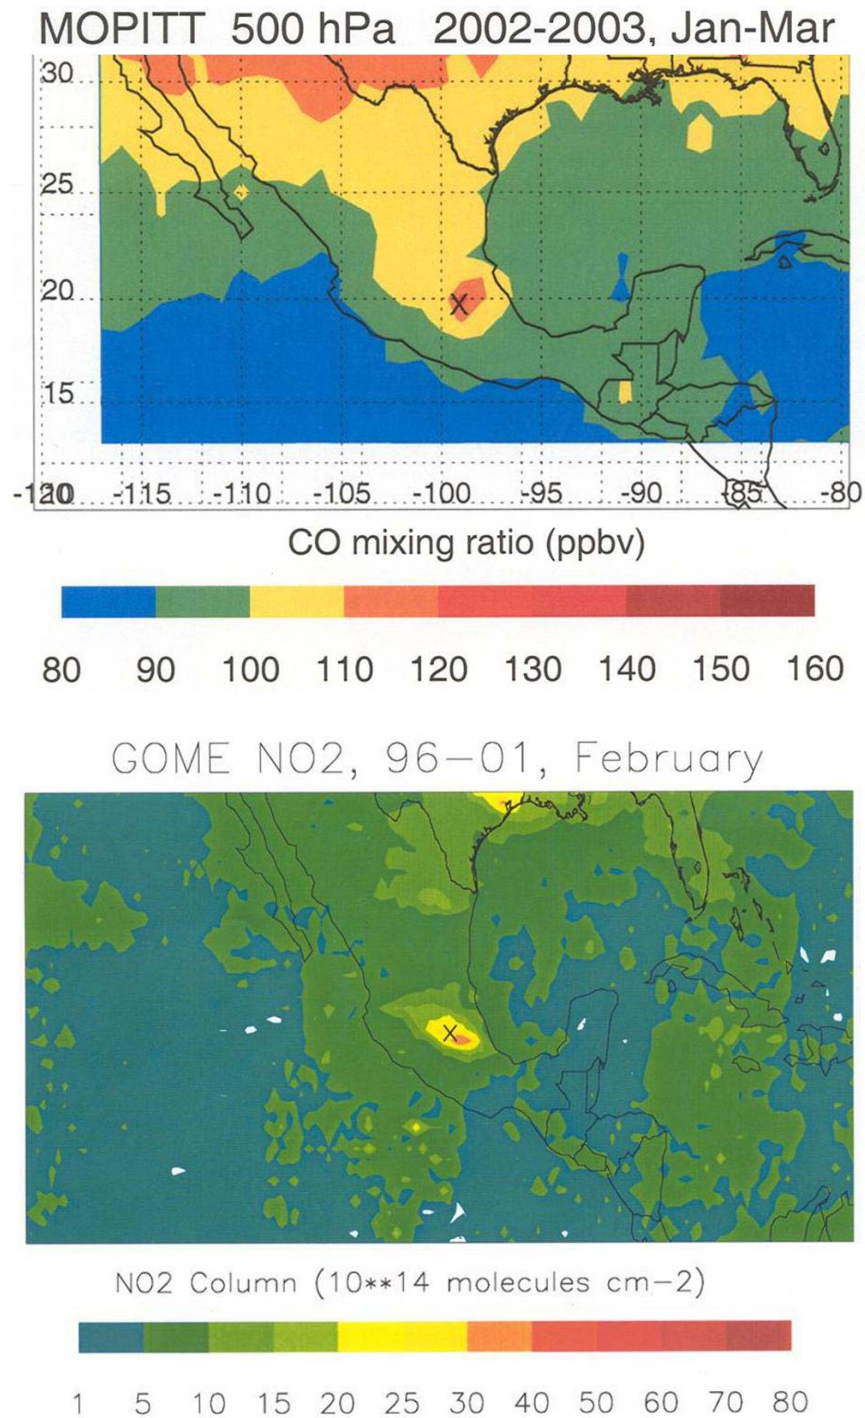 MOPITT 500 hPa 2002-2003, Jan-Mar
30
25
20
X
15
-120 -115 -110 -105 -100 -95 -90 -85 -80
CO mixing ratio (ppbv)
80 90 100 110 120 130 140 150 160
GOME NO2, 96-01, February
X
NO2 Column (10**14 molecules cm-2)
1 5 10 15 20 25 30 40 50 60 70 80